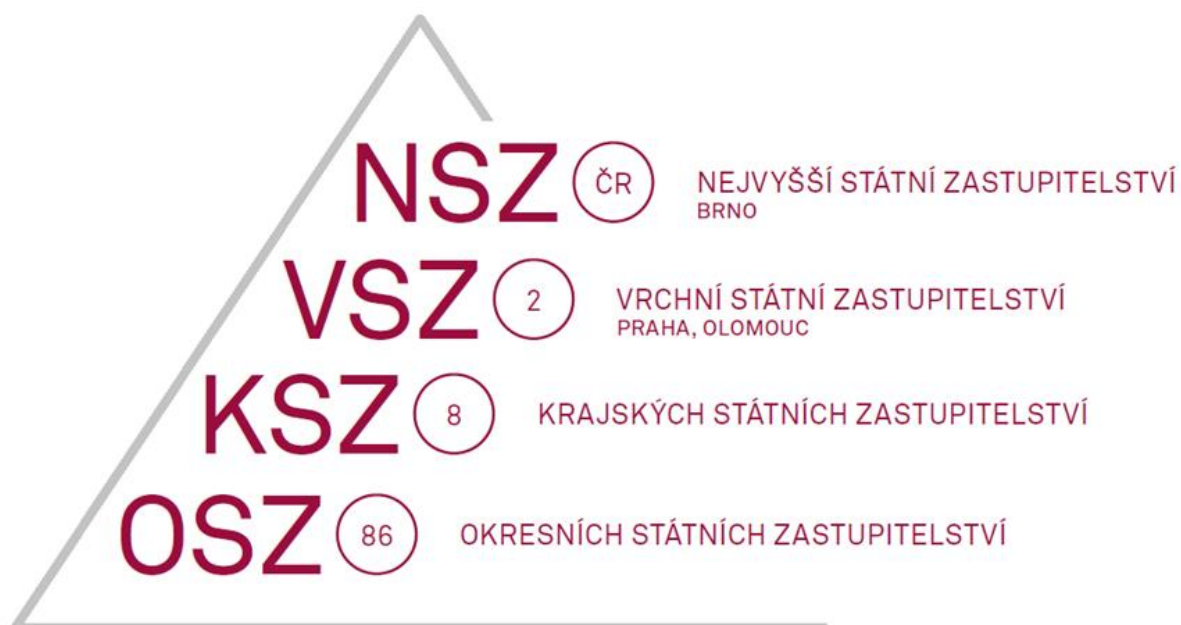 NSZ ČR NEJVYŠŠÍ STÁTNÍ ZASTUPITELSTVÍ
BRNO
VSZ 2 VRCHNÍ STÁTNÍ ZASTUPITELSTVÍ
PRAHA, OLOMOUC
KSZ 8 KRAJSKÝCH STÁTNÍCH ZASTUPITELSTVÍ
OSZ 86 OKRESNÍCH STÁTNÍCH ZASTUPITELSTVÍ